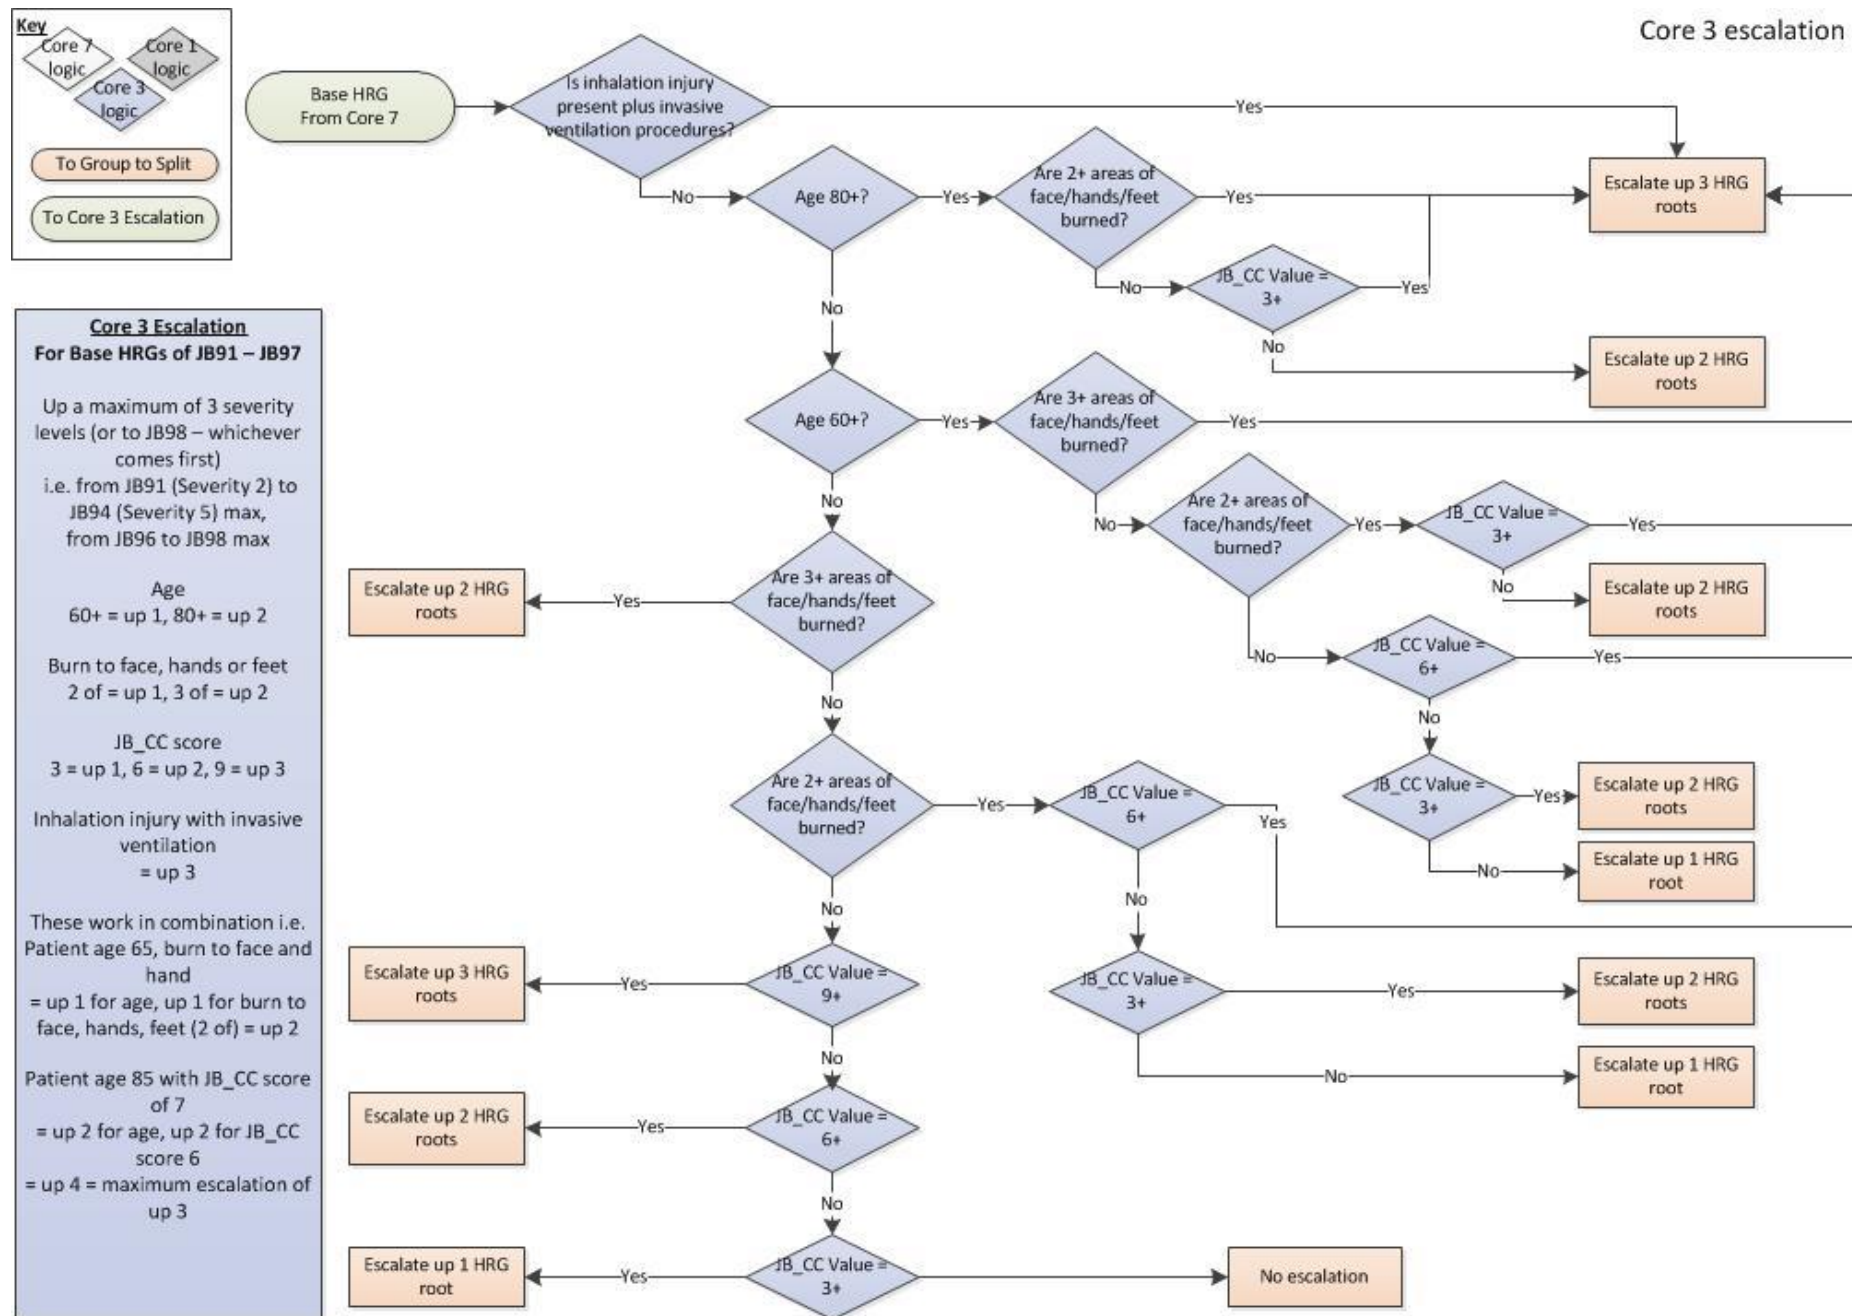 Core 3 escalation
Key
Core 7
logic
Core 1
logic
Core 3
logic
To Group to Split
To Core 3 Escalation
Base HRG
From Core 7
Is inhalation injury
present plus invasive
ventilation procedures?
Yes
No
Age 80+?
Yes
Are 2+ areas of
face/hands/feet
burned?
Yes
Escalate up 3 HRG
roots
No
JB_CC Value =
3+
Yes
No
Escalate up 2 HRG
roots
No
Age 60+?
Yes
Are 3+ areas of
face/hands/feet
burned?
Yes
No
Are 2+ areas of
face/hands/feet
burned?
Yes
JB_CC Value =
3+
Yes
No
Escalate up 2 HRG
roots
No
JB_CC Value =
6+
Yes
No
JB_CC Value =
3+
Yes
Escalate up 2 HRG
roots
No
Escalate up 1 HRG
root
No
Are 3+ areas of
face/hands/feet
burned?
Yes
Escalate up 2 HRG
roots
No
Are 2+ areas of
face/hands/feet
burned?
Yes
JB_CC Value =
6+
Yes
No
JB_CC Value =
3+
Yes
Escalate up 2 HRG
roots
No
Escalate up 1 HRG
root
No
JB_CC Value =
9+
Yes
Escalate up 3 HRG
roots
No
JB_CC Value =
6+
Yes
Escalate up 2 HRG
roots
No
JB_CC Value =
3+
Yes
Escalate up 1 HRG
root
No escalation
Core 3 Escalation
For Base HRGs of JB91 – JB97
Up a maximum of 3 severity
levels (or to JB98 – whichever
comes first)
i.e. from JB91 (Severity 2) to
JB94 (Severity 5) max,
from JB96 to JB98 max
Age
60+ = up 1, 80+ = up 2
Burn to face, hands or feet
2 of = up 1, 3 of = up 2
JB_CC score
3 = up 1, 6 = up 2, 9 = up 3
Inhalation injury with invasive
ventilation
= up 3
These work in combination i.e.
Patient age 65, burn to face and
hand
= up 1 for age, up 1 for burn to
face, hands, feet (2 of) = up 2
Patient age 85 with JB_CC score
of 7
= up 2 for age, up 2 for JB_CC
score 6
= up 4 = maximum escalation of
up 3